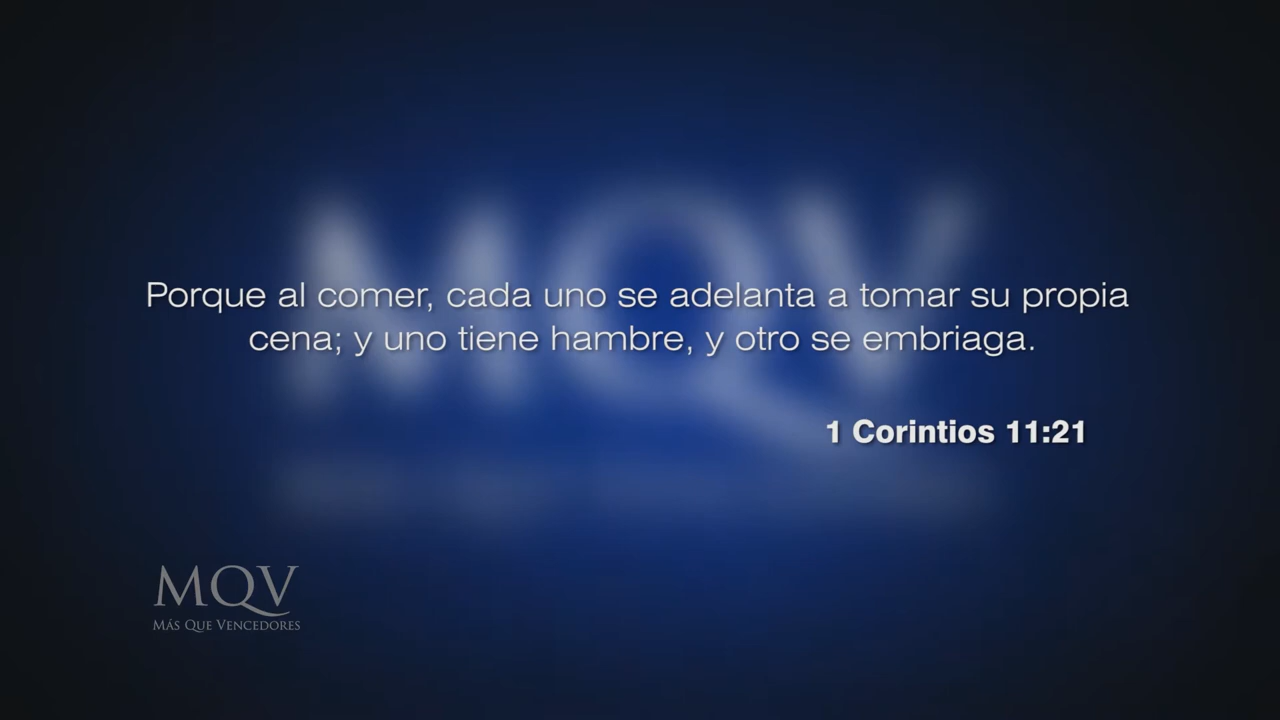 Porque al comer, cada uno se adelanta a tomar su propia
cena; y uno tiene hambre, y otro se embriaga.
1 Corintios 11:21
MQV
MÁS QUE VENCEDORES